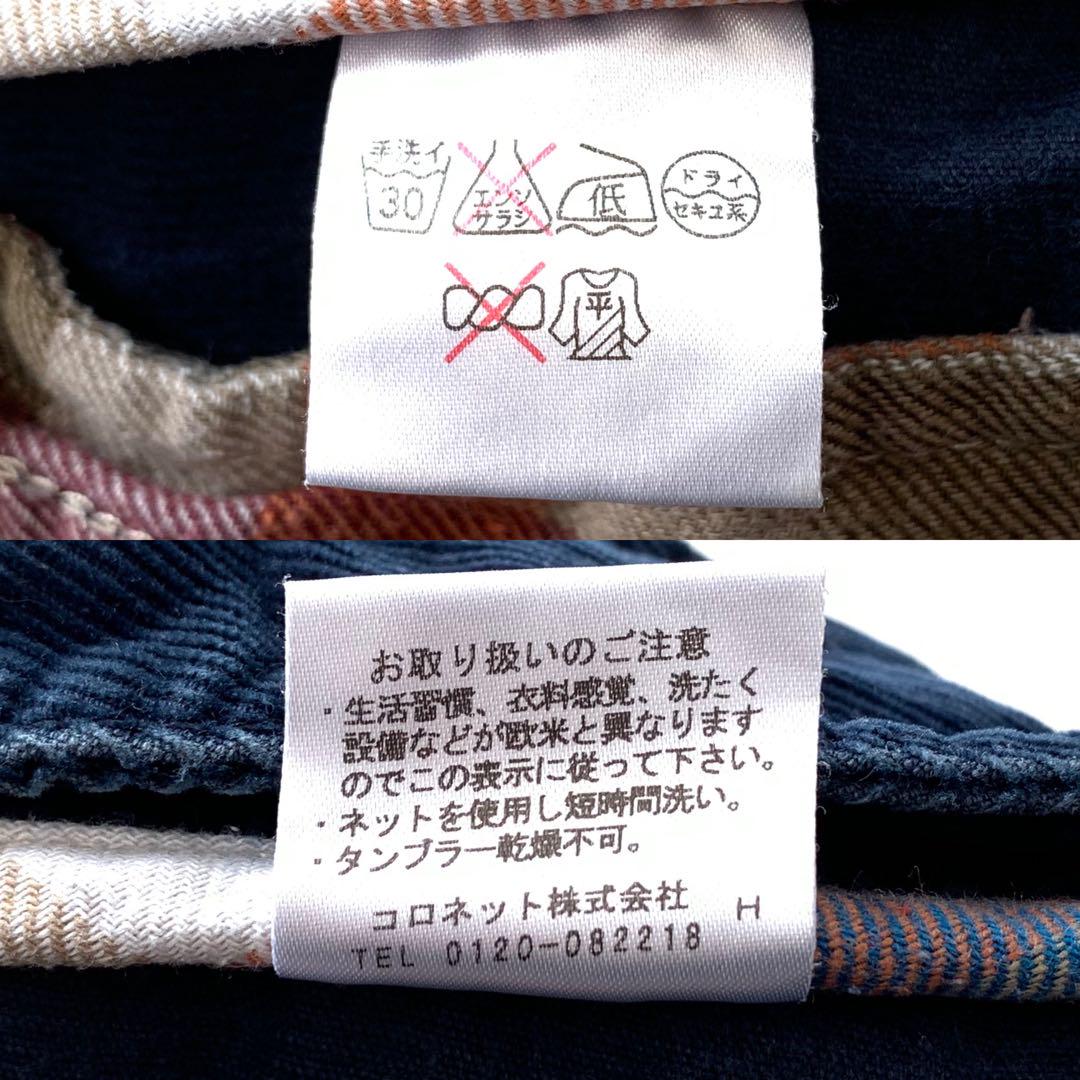 手洗イ
30
エンソ
サラシ
低
ドライ
セキユ系
平
お取り扱いのご注意
・生活習慣、衣料感覚、洗たく
設備などが欧米と異なります
のでこの表示に従って下さい。
・ネットを使用し短時間洗い。
・タンブラー乾燥不可。
コロネット株式会社 H
TEL 0120-082218